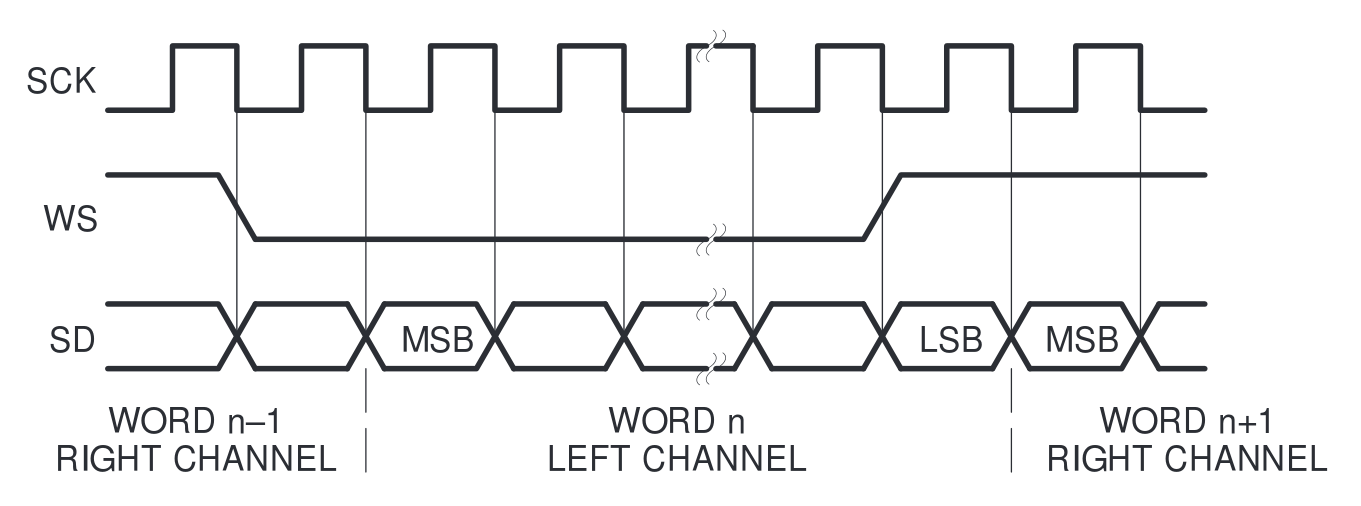 SCK
WS
SD
MSB
LSB
MSB
WORD n–1
RIGHT CHANNEL
WORD n
LEFT CHANNEL
WORD n+1
RIGHT CHANNEL